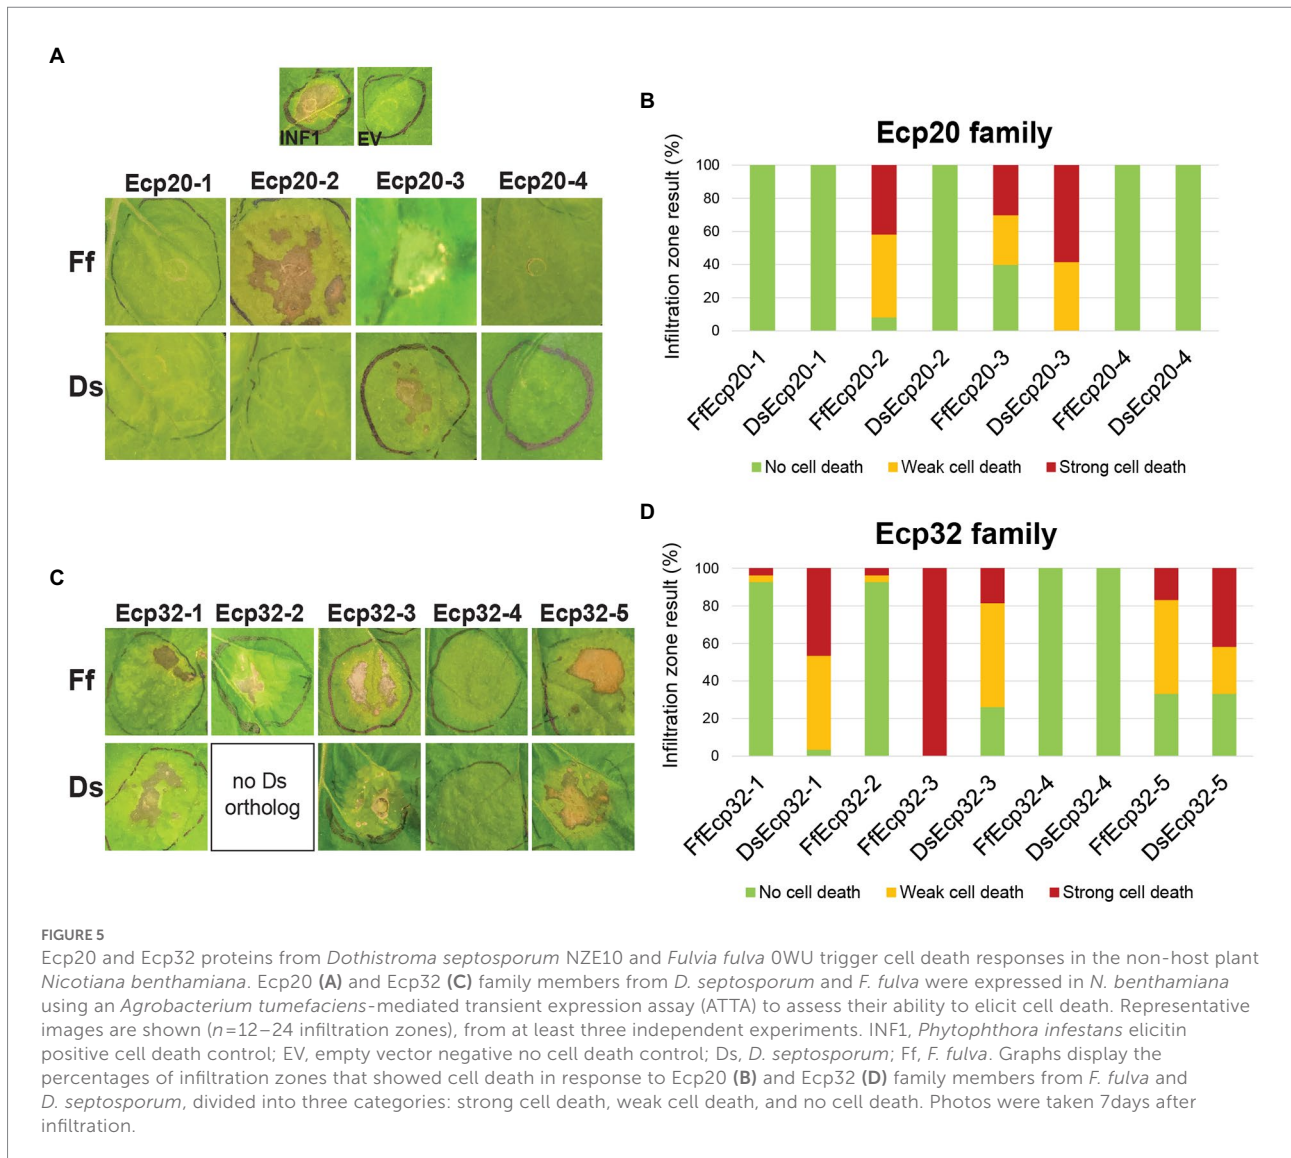 A
INF1
EV
Ecp20-1 Ecp20-2 Ecp20-3 Ecp20-4
Ff
Ds
B
Ecp20 family
Infiltration zone result (%)
100
80
60
40
20
0
FfEcp20-1
DsEcp20-1
FfEcp20-2
DsEcp20-2
FfEcp20-3
DsEcp20-3
FfEcp20-4
DsEcp20-4
No cell death Weak cell death Strong cell death
C
Ecp32-1 Ecp32-2 Ecp32-3 Ecp32-4 Ecp32-5
Ff
Ds
no Ds
ortholog
D
Ecp32 family
Infiltration zone result (%)
100
80
60
40
20
0
FfEcp32-1
DsEcp32-1
FfEcp32-2
FfEcp32-3
DsEcp32-3
FfEcp32-4
DsEcp32-4
FfEcp32-5
DsEcp32-5
No cell death Weak cell death Strong cell death
FIGURE 5
Ecp20 and Ecp32 proteins from Dothistroma septosporum NZE10 and Fulvia fulva 0WU trigger cell death responses in the non-host plant
Nicotiana benthamiana. Ecp20 (A) and Ecp32 (C) family members from D. septosporum and F. fulva were expressed in N. benthamiana
using an Agrobacterium tumefaciens-mediated transient expression assay (ATTA) to assess their ability to elicit cell death. Representative
images are shown (n=12–24 infiltration zones), from at least three independent experiments. INF1, Phytophthora infestans elicitin
positive cell death control; EV, empty vector negative no cell death control; Ds, D. septosporum; Ff, F. fulva. Graphs display the
percentages of infiltration zones that showed cell death in response to Ecp20 (B) and Ecp32 (D) family members from F. fulva and
D. septosporum, divided into three categories: strong cell death, weak cell death, and no cell death. Photos were taken 7days after
infiltration.